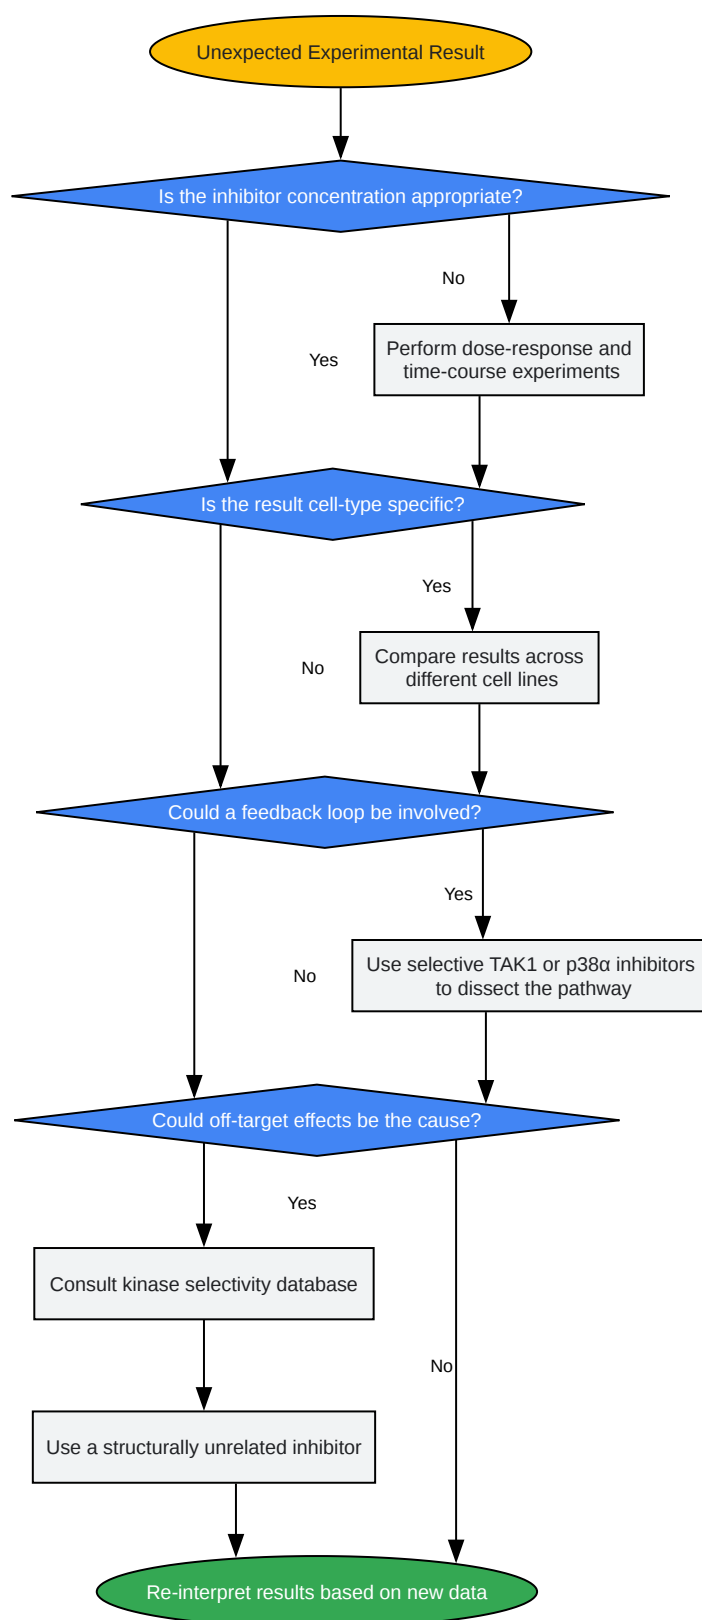 Unexpected Experimental Result
Is the inhibitor concentration appropriate?
No
Yes
Perform dose-response and
time-course experiments
Is the result cell-type specific?
Yes
No
Compare results across
different cell lines
Could a feedback loop be involved?
Yes
No
Use selective TAK1 or p38α inhibitors
to dissect the pathway
Could off-target effects be the cause?
Yes
Consult kinase selectivity database
No
Use a structurally unrelated inhibitor
Re-interpret results based on new data